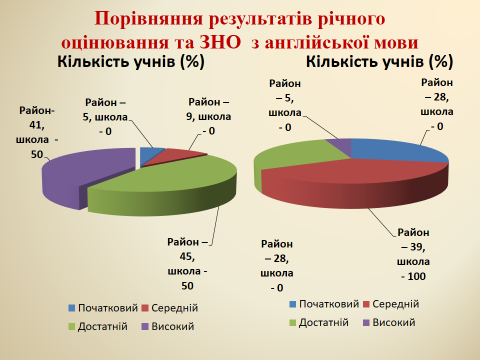 Порівняння результатів річного
оцінювання та ЗНО з англійської мови
Кількість учнів (%)
Район-
41,
школа -
50
Район –
5, школа
- 0
Район –
9, школа
- 0
Район –
45,
школа -
50
Початковий
Середній
Достатній
Високий
Кількість учнів (%)
Район
– 5,
школа
- 0
Район
– 28,
школа
- 0
Район
– 39,
школа
- 100
Район
– 28,
школа
- 0
Початковий
Середній
Достатній
Високий